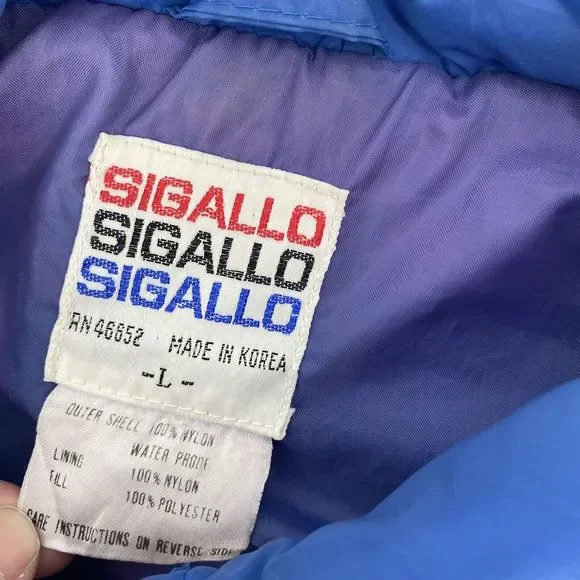 SIGALLO
SIGALLO
SIGALLO
RN 46652 MADE IN KOREA
-L-
OUTER SHELL 100% NYLON
WATER PROOF
LINING 100% NYLON
FILL 100% POLYESTER
CARE INSTRUCTIONS ON REVERSE SIDE